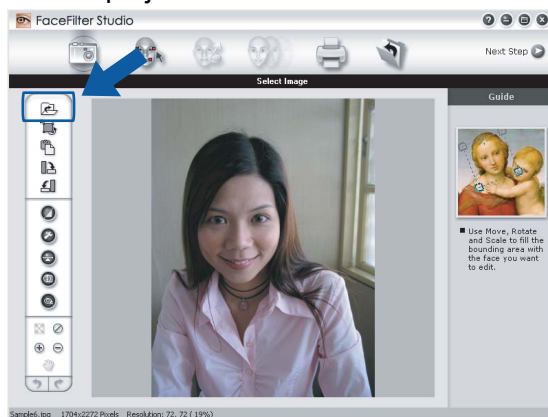 FaceFilter Studio
Next Step
Select Image
Guide
Use Move, Rotate
and Scale to fill the
bounding area with
the face you want
to edit.
Sample6.jpg 1704x2272 Pixels Resolution: 72, 72 ( 19%)